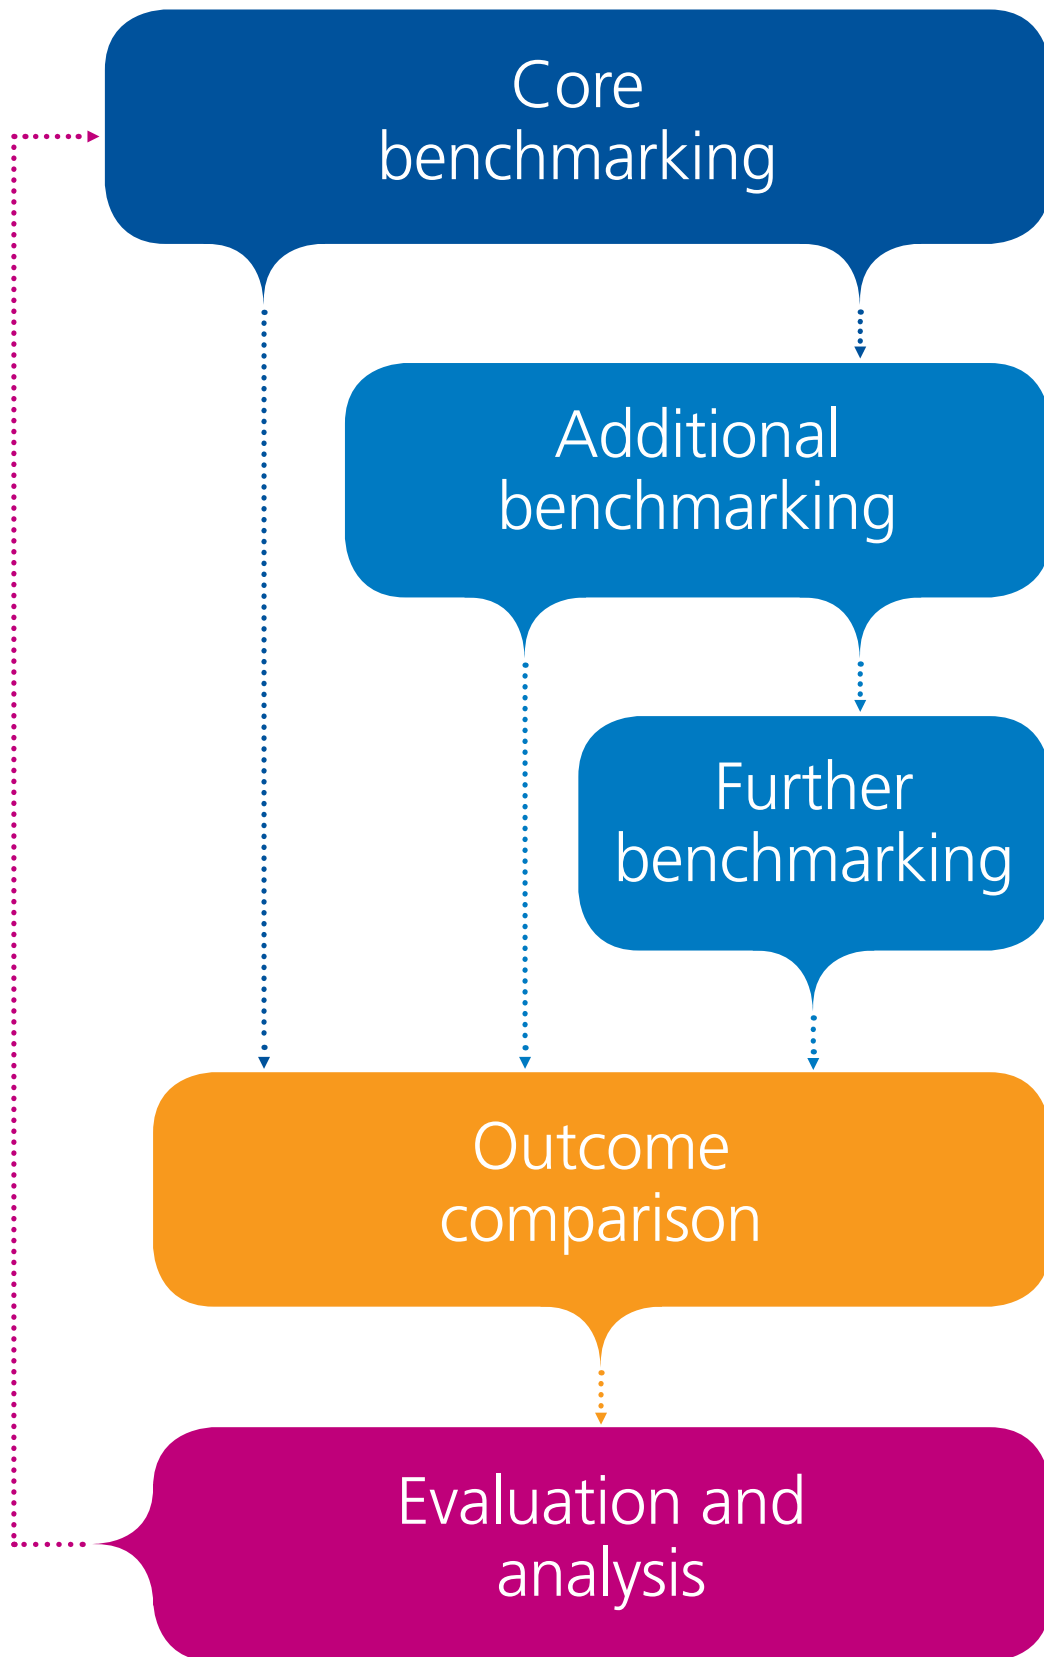 Core
benchmarking
Additional
benchmarking
Further
benchmarking
Outcome
comparison
Evaluation and
analysis